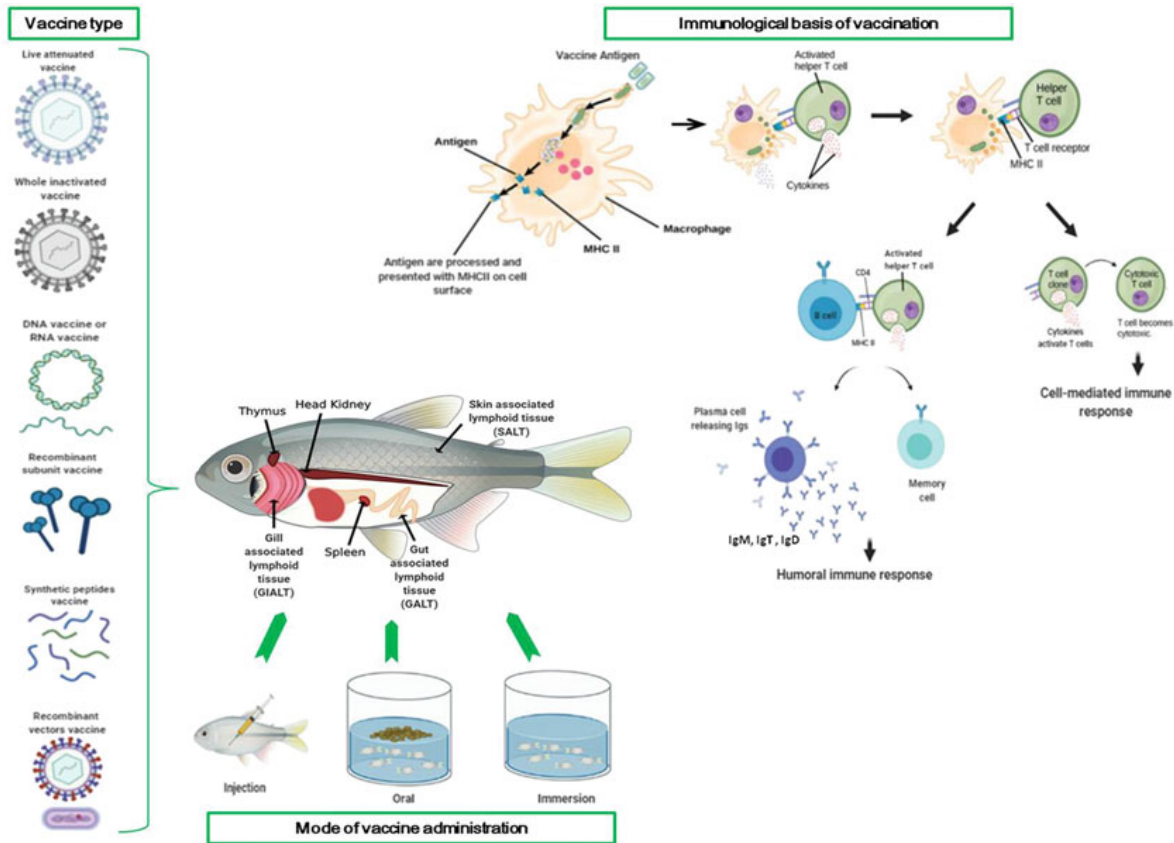 Vaccine type
Live attenuated
vaccine
Whole inactivated
vaccine
DNA vaccine or
RNA vaccine
Recombinant
subunit vaccine
Synthetic peptides
vaccine
Recombinant
vectors vaccine
Immunological basis of vaccination
Vaccine Antigen
Antigen
Macrophage
MHC II
Antigen are processed and
presented with MHCII on cell
surface
Activated
helper T cell
Cytokines
Helper
T cell
T cell receptor
MHC II
Activated
helper T cell
CD4
B cell
MHC II
T cell
clone
Cytotoxic
T cell
Cytokines
activate T cells
T cell becomes
cytotoxic.
Cell-mediated immune
response
Plasma cell
releasing Igs
Memory
cell
IgM, IgT, IgD
Humoral immune response
Thymus
Head Kidney
Skin associated
lymphoid tissue
(SALT)
Gill
associated
lymphoid
tissue
(GIALT)
Spleen
Gut
associated
lymphoid
tissue
(GALT)
Injection
Oral
Immersion
Mode of vaccine administration